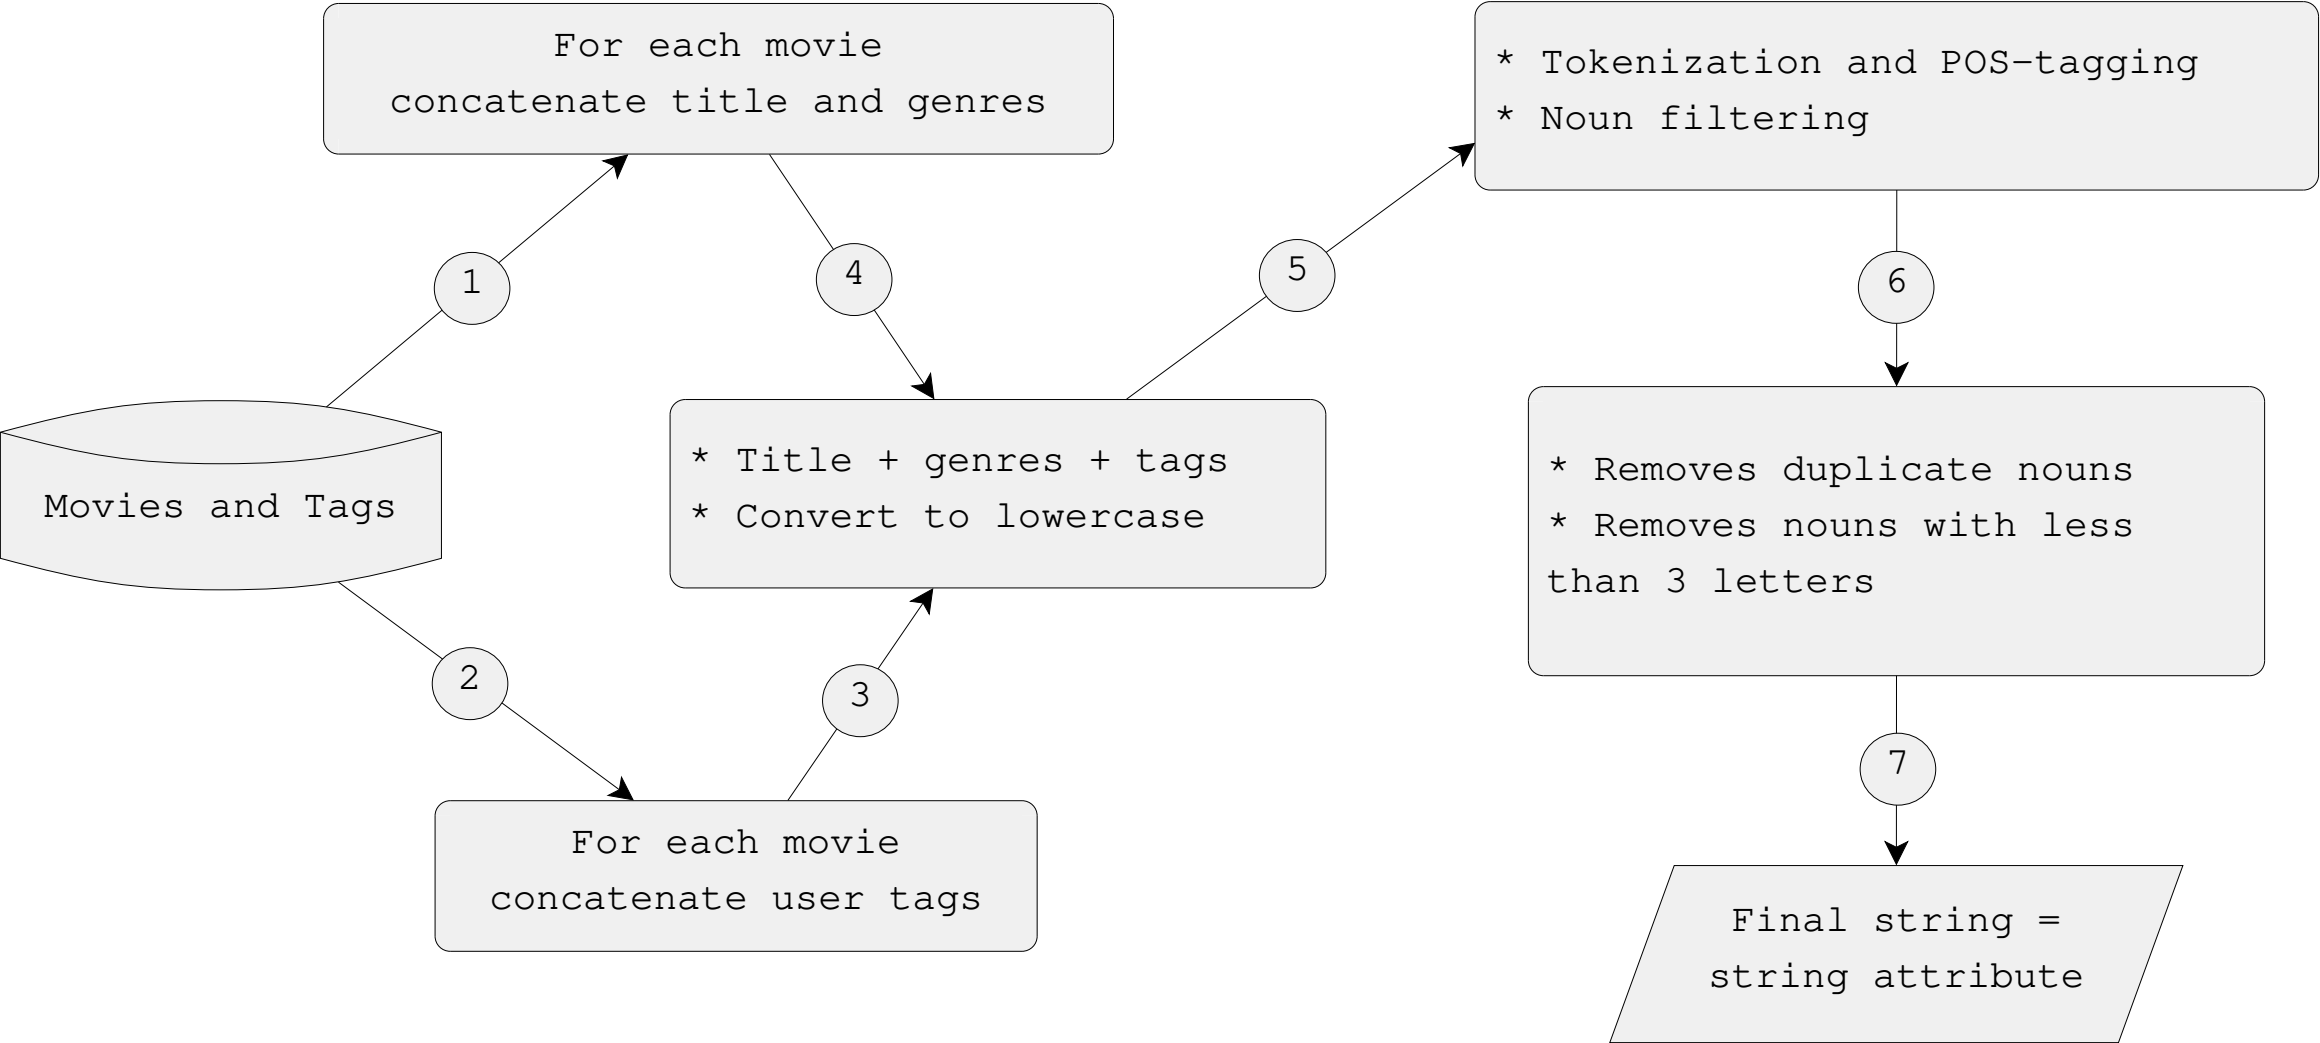 For each movie
concatenate title and genres
* Tokenization and POS-tagging
* Noun filtering
1
4
5
6
Movies and Tags
* Title + genres + tags
* Convert to lowercase
* Removes duplicate nouns
* Removes nouns with less
than 3 letters
2
3
7
For each movie
concatenate user tags
Final string =
string attribute